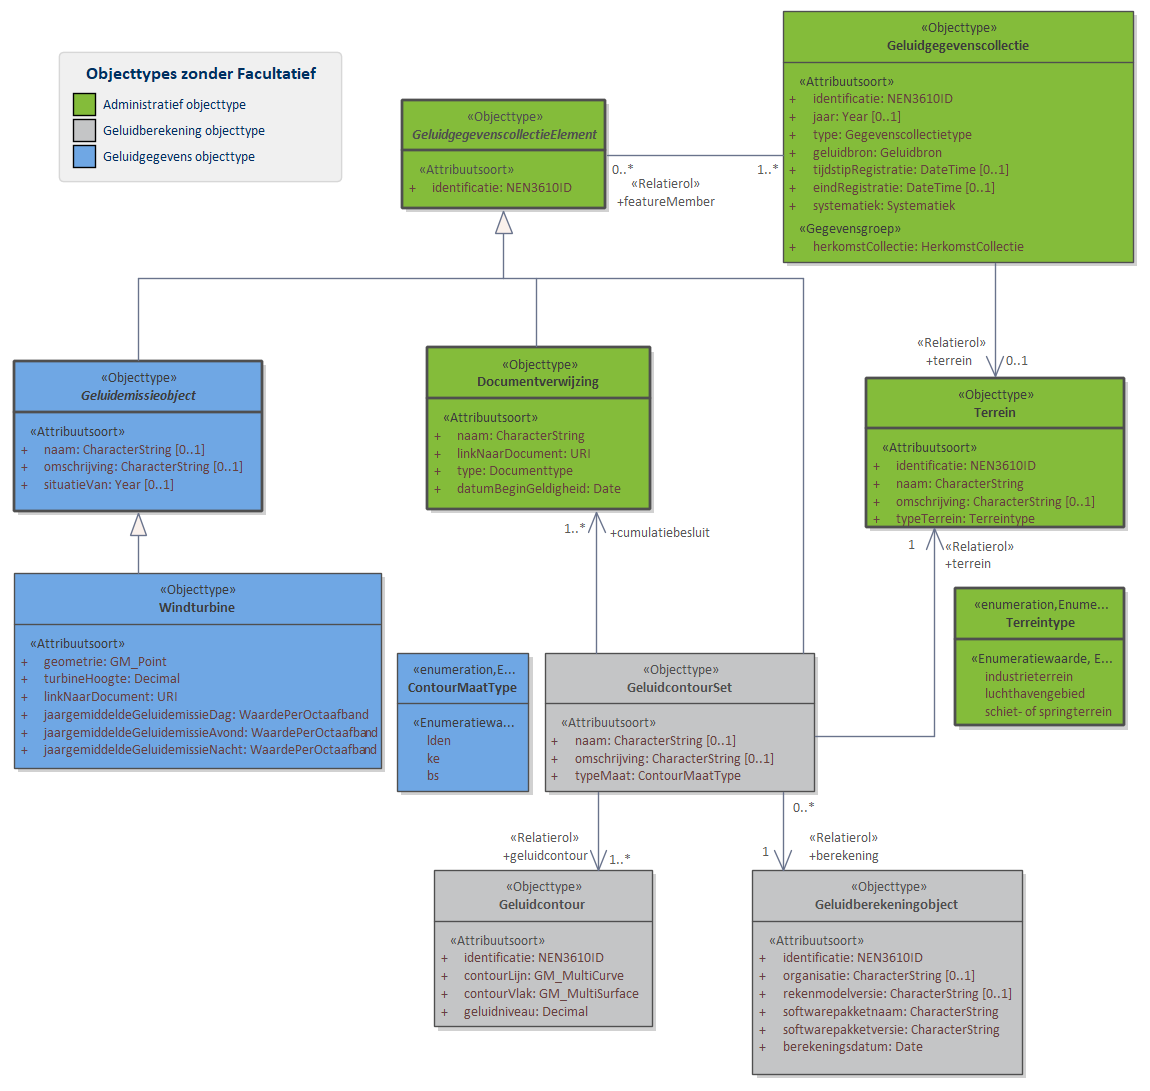 Objecttypes zonder Facultatief
Administratief objecttype
Geluidberekening objecttype
Geluidgegevens objecttype
«Objecttype»
Geluidgegevenscollectie
«Attribuutsoort»
+ identificatie: NEN3610ID
+ jaar: Year [0..1]
+ type: Gegevenscollectietype
+ geluidbron: Geluidbron
+ tijdstipRegistratie: DateTime [0..1]
+ eindRegistratie: DateTime [0..1]
+ systematiek: Systematiek
«Gegevensgroep»
+ herkomstCollectie: HerkomstCollectie
«Objecttype»
GeluidgegevenscollectieElement
«Attribuutsoort»
+ identificatie: NEN3610ID
0..*
«Relatierol»
+featureMember
1..*
«Relatierol»
+terrein
0..1
«Objecttype»
Geluidemissieobject
«Attribuutsoort»
+ naam: CharacterString [0..1]
+ omschrijving: CharacterString [0..1]
+ situatieVan: Year [0..1]
«Objecttype»
Documentverwijzing
«Attribuutsoort»
+ naam: CharacterString
+ linkNaarDocument: URI
+ type: Documenttype
+ datumBeginGeldigheid: Date
«Objecttype»
Terrein
«Attribuutsoort»
+ identificatie: NEN3610ID
+ naam: CharacterString
+ omschrijving: CharacterString [0..1]
+ typeTerrein: Terreintype
1..*
+cumulatiebesluit
1
«Relatierol»
+terrein
«Objecttype»
Windturbine
«Attribuutsoort»
+ geometrie: GM_Point
+ turbineHoogte: Decimal
+ linkNaarDocument: URI
+ jaargemiddeldeGeluidemissieDag: WaardePerOctaafband
+ jaargemiddeldeGeluidemissieAvond: WaardePerOctaafband
+ jaargemiddeldeGeluidemissieNacht: WaardePerOctaafband
«enumeration,E...
ContourMaatType
«Enumeratiewa...
lden
ke
bs
«Objecttype»
GeluidcontourSet
«Attribuutsoort»
+ naam: CharacterString [0..1]
+ omschrijving: CharacterString [0..1]
+ typeMaat: ContourMaatType
«enumeration,Enume...
Terreintype
«Enumeratiewaarde, E...
industrieterrein
luchthavengebied
schiet- of springterrein
«Relatierol»
+geluidcontour
1..*
0..*
«Relatierol»
+berekening
1
«Objecttype»
Geluidcontour
«Attribuutsoort»
+ identificatie: NEN3610ID
+ contourLijn: GM_MultiCurve
+ contourVlak: GM_MultiSurface
+ geluidniveau: Decimal
«Objecttype»
Geluidberekeningobject
«Attribuutsoort»
+ identificatie: NEN3610ID
+ organisatie: CharacterString [0..1]
+ rekenmodelversie: CharacterString [0..1]
+ softwarepakketnaam: CharacterString
+ softwarepakketversie: CharacterString
+ berekeningsdatum: Date